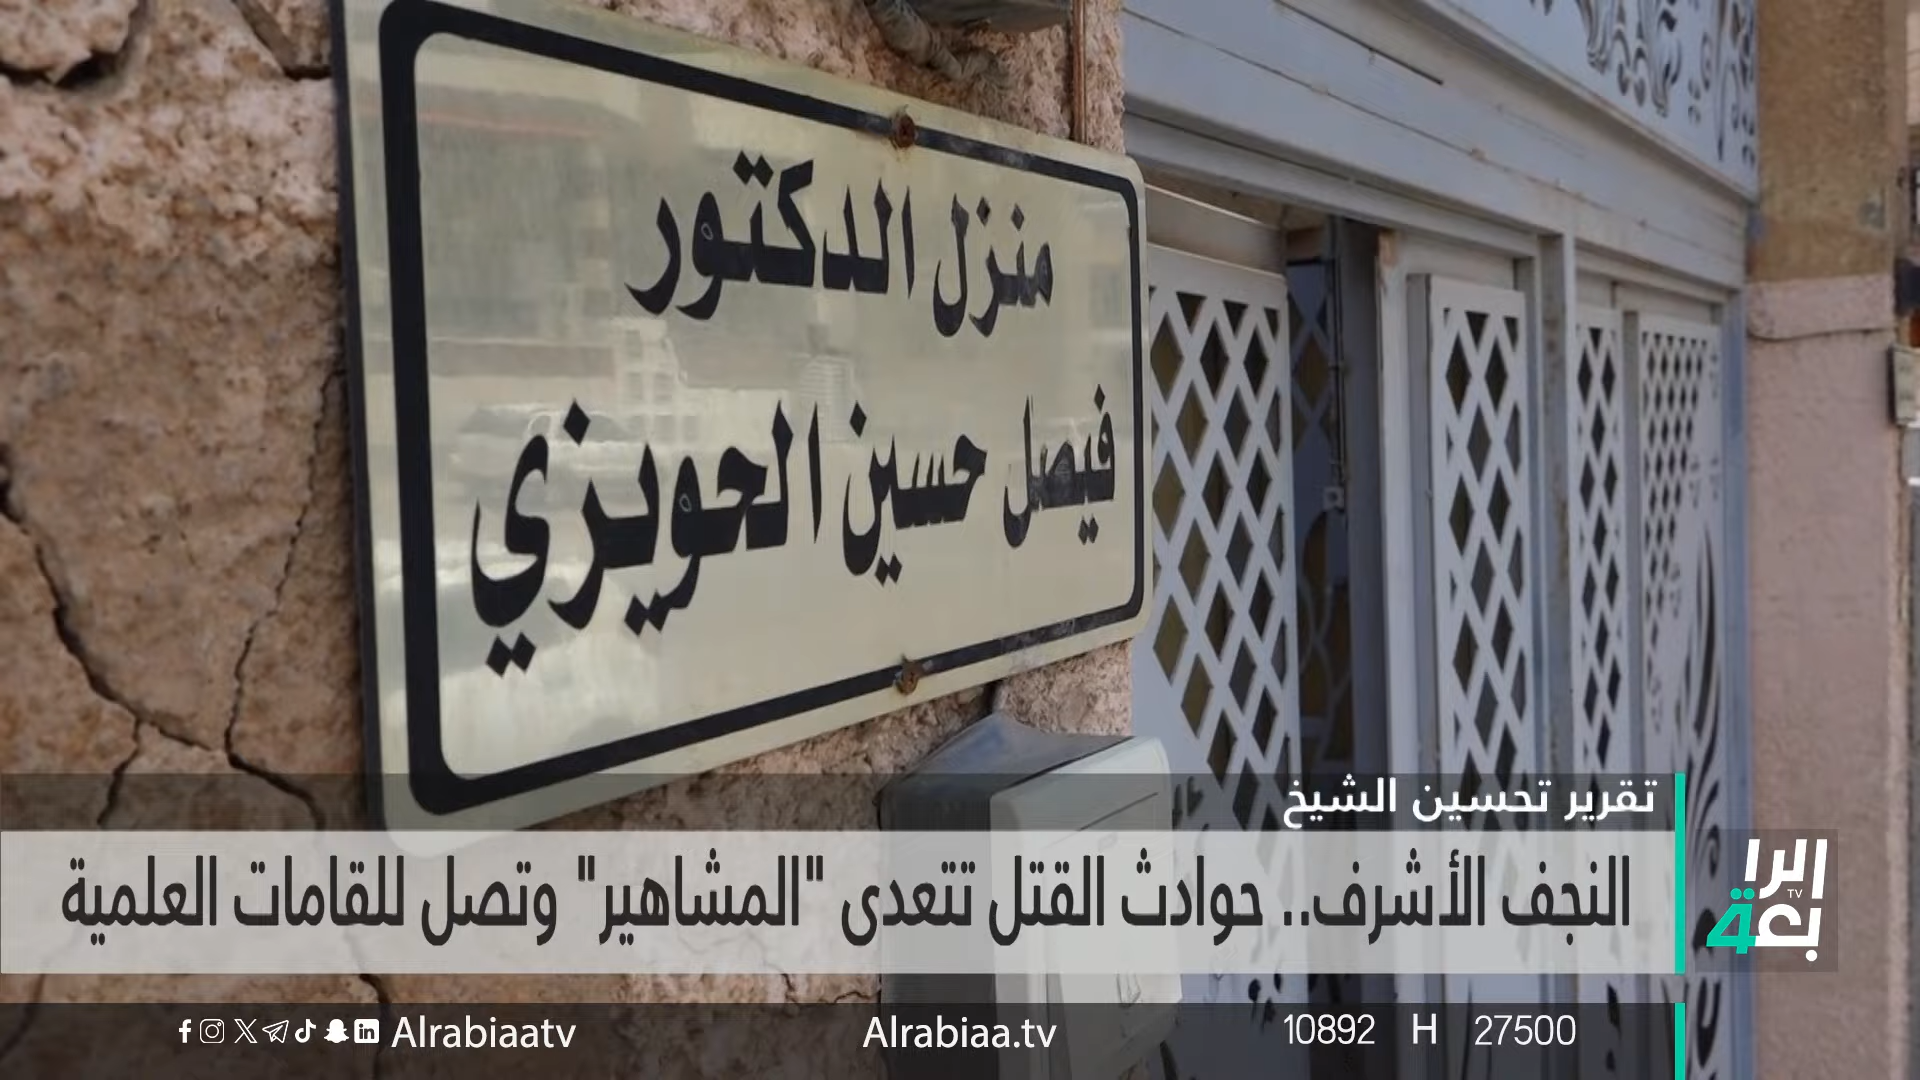 منزل الدكتور
فيصل حسين الحويزي
تقرير تحسين الشيخ
النجف الأشرف.. حوادث القتل تتعدى "المشاهير" وتصل للقامات العلمية
الرابعة TV
Alrabiaatv
Alrabiaa.tv
10892 H 27500